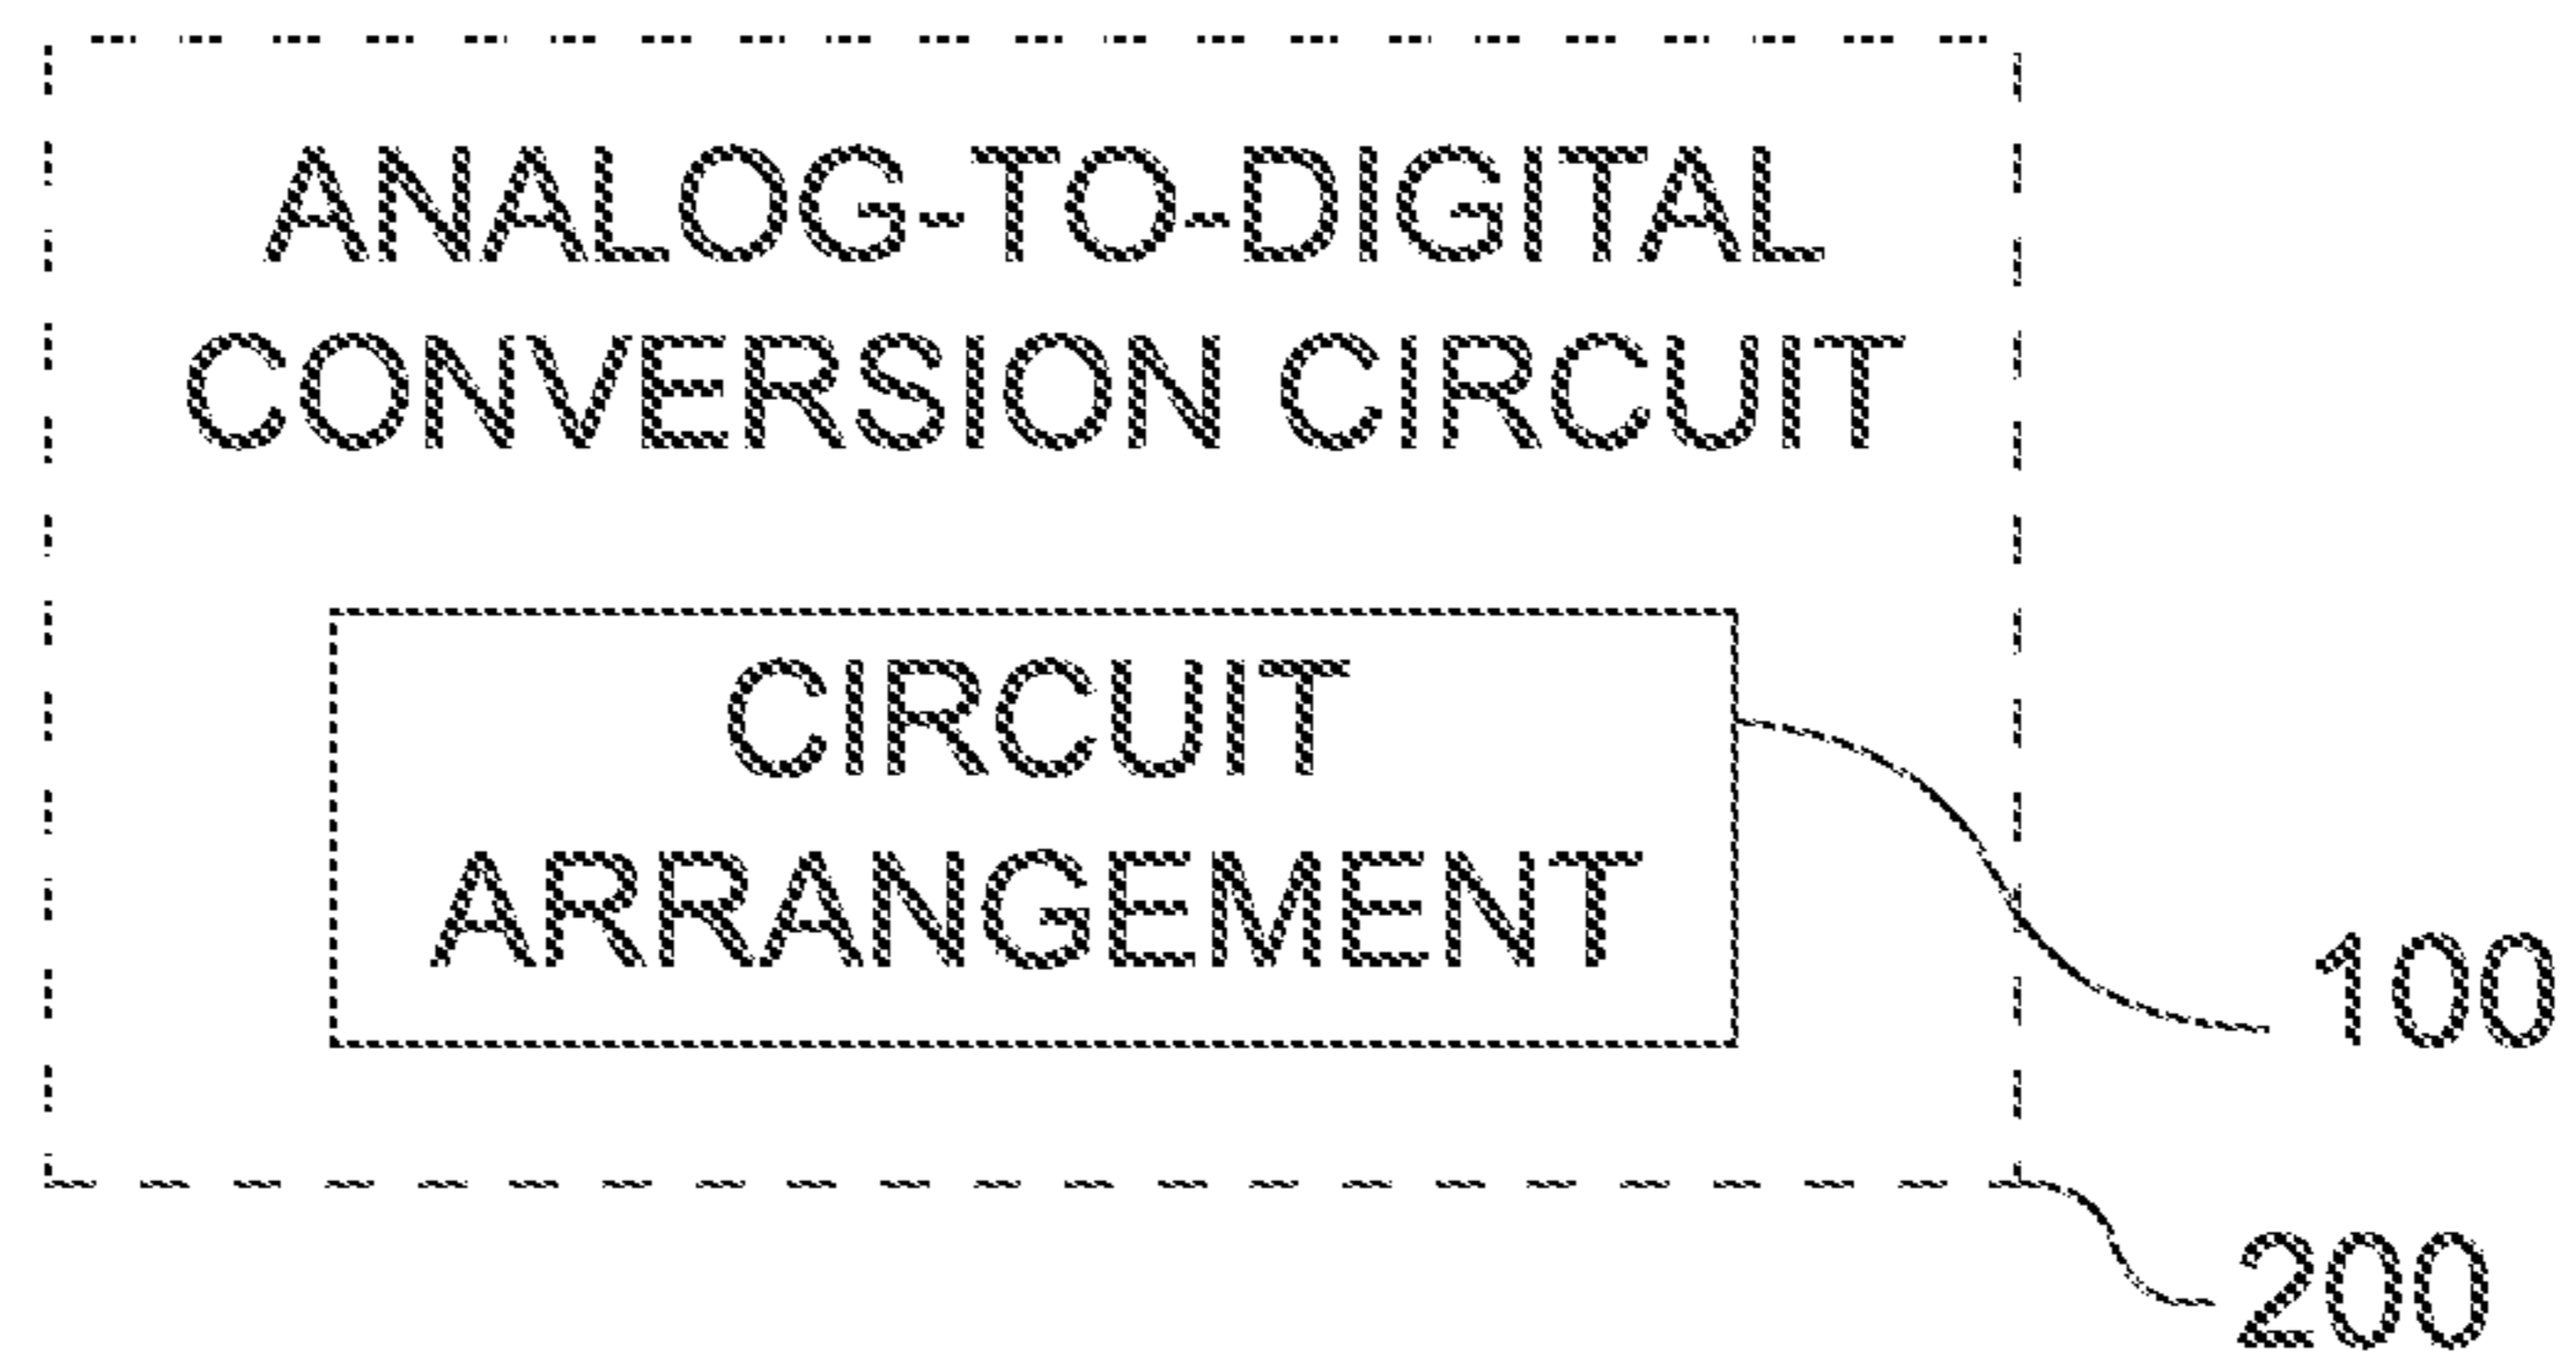 ANALOG-TO-DIGITAL
CONVERSION CIRCUIT
CIRCUIT
ARRANGEMENT
100
200